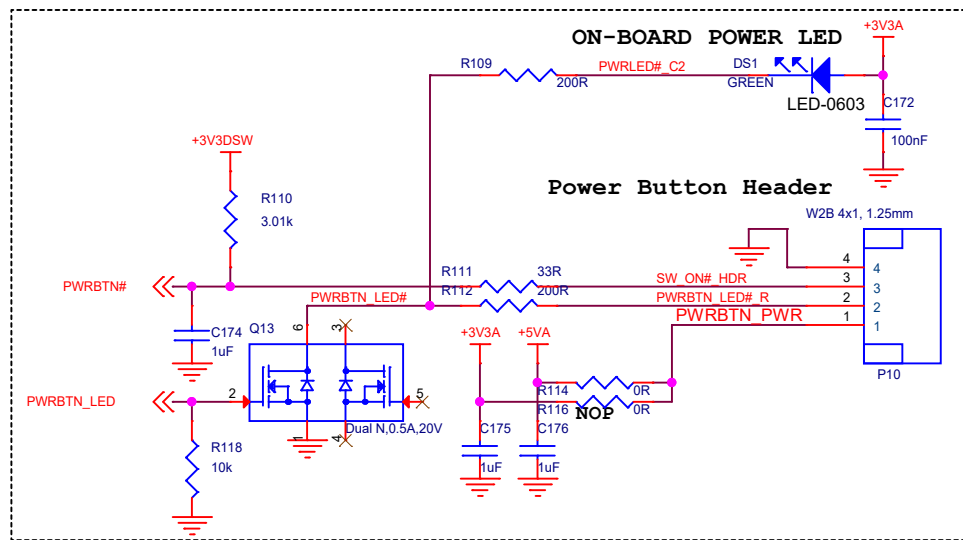 ON-BOARD POWER LED
+3V3A
R109
200R
PWRLED#_C2
DS1
GREEN
LED-0603
C172
100nF
+3V3DSW
R110
3.01k
Power Button Header
W2B 4x1, 1.25mm
PWRBTN#
R111
33R
SW_ON#_HDR
4
4
3
3
PWRBTN_LED#
R112
200R
PWRBTN_LED#_R
2
2
PWRBTN_PWR
1
1
P10
C174
1uF
Q13
6
3
+3V3A
+5VA
PWRBTN_LED
2
5
1
4
Dual N,0.5A,20V
R114
0R
R116
0R
NOP
R118
10k
C175
1uF
C176
1uF